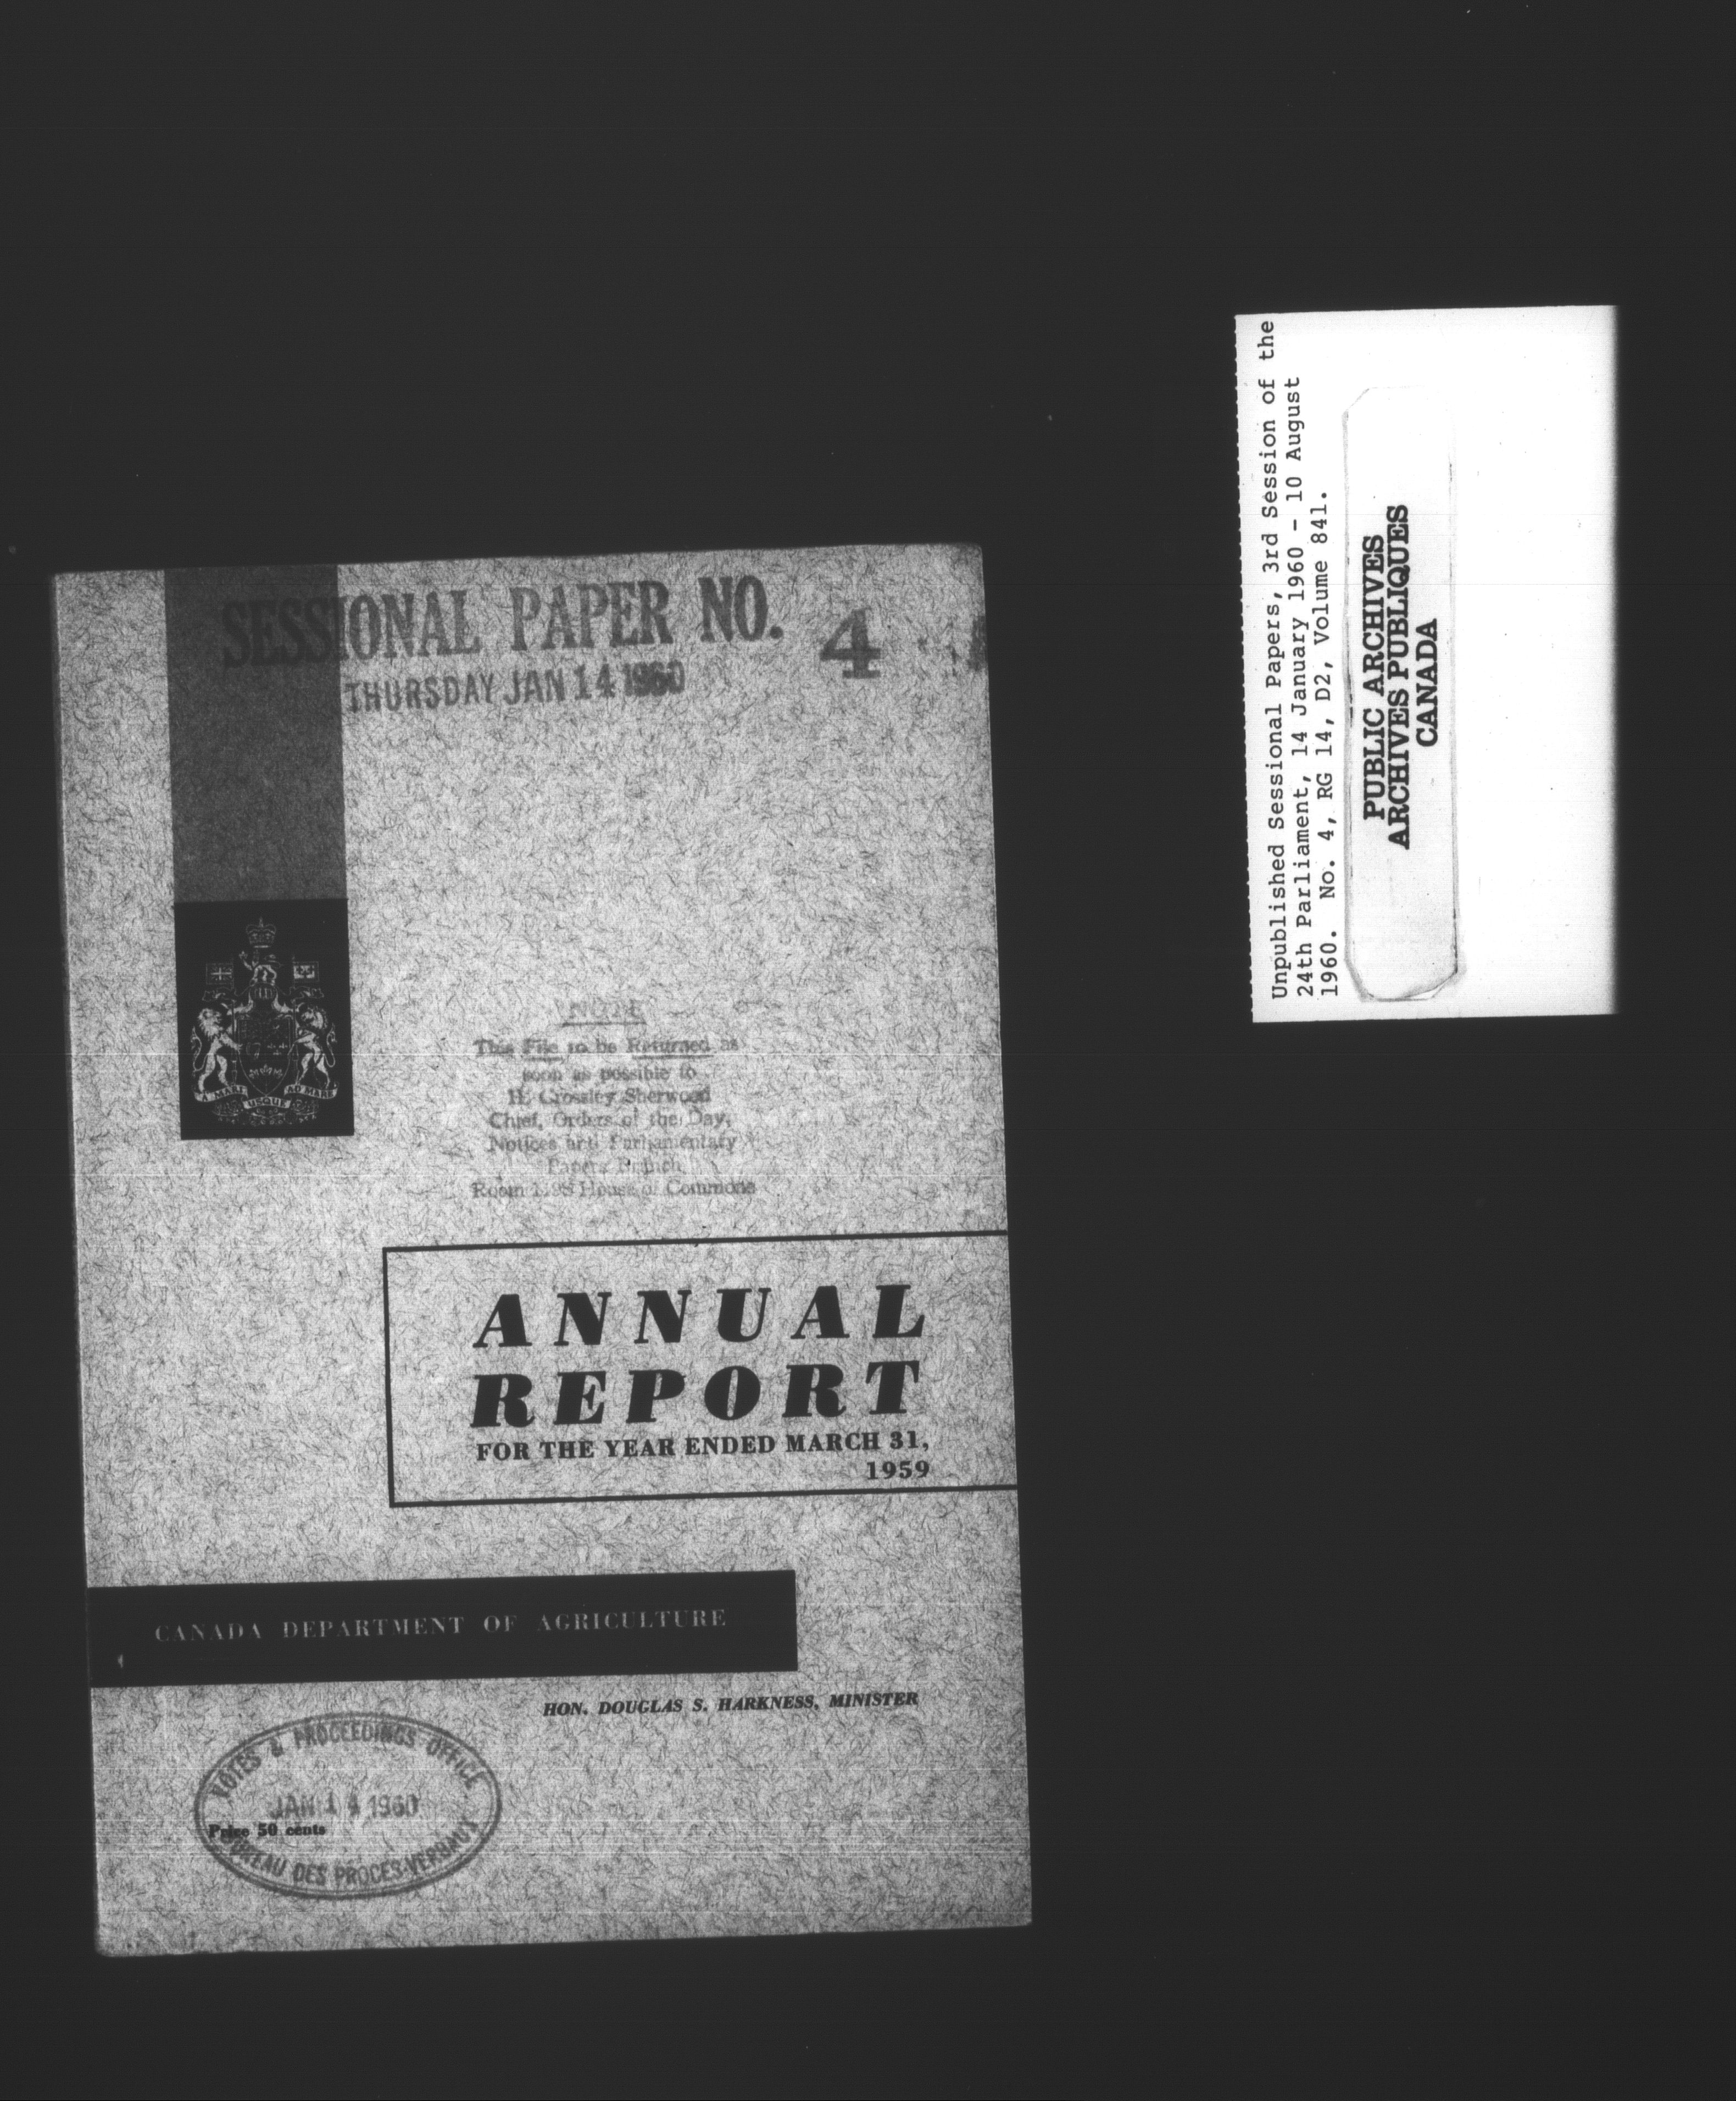 SESSIONAL PAPER NO. 4
THURSDAY JAN 14 1960
A MARI USQUE AD MARE
NOTE
This File to be Returned as
soon as possible to
H. Crossley Sherwood
Chief, Orders of the Day,
Notices and Parliamentary
Papers Branch
Room House of Commons
ANNUAL
REPORT
FOR THE YEAR ENDED MARCH 31,
1959
CANADA DEPARTMENT OF AGRICULTURE
HON. DOUGLAS S. HARKNESS, MINISTER
VOTES & PROCEEDINGS OFFICE
JAN 14 1960
Price 50 cents
BUREAU DES PROCES-VERBAUX
Unpublished Sessional Papers, 3rd Session of the
24th Parliament, 14 January 1960 - 10 August
1960. No. 4, RG 14, D2, Volume 841.
PUBLIC ARCHIVES
ARCHIVES PUBLIQUES
CANADA